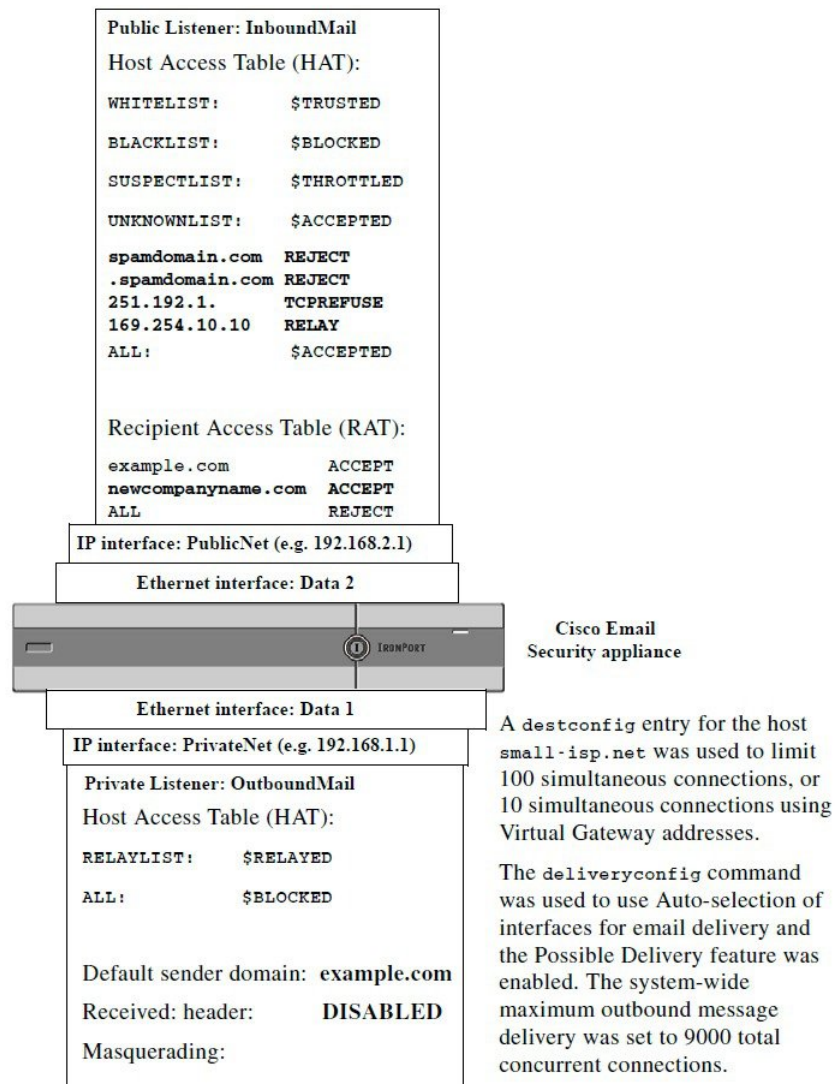 Public Listener: InboundMail
Host Access Table (HAT):
WHITELIST: $TRUSTED
BLACKLIST: $BLOCKED
SUSPECTLIST: $THROTTLED
UNKNOWNLIST: $ACCEPTED
spamdomain.com REJECT
.spamdomain.com REJECT
251.192.1. TCPREFUSE
169.254.10.10 RELAY
ALL: $ACCEPTED
Recipient Access Table (RAT):
example.com ACCEPT
newcompanyname.com ACCEPT
ALL REJECT
IP interface: PublicNet (e.g. 192.168.2.1)
Ethernet interface: Data 2
IRONPORT
Cisco Email
Security appliance
Ethernet interface: Data 1
IP interface: PrivateNet (e.g. 192.168.1.1)
Private Listener: OutboundMail
Host Access Table (HAT):
RELAYLIST: $RELAYED
ALL: $BLOCKED
Default sender domain: example.com
Received: header: DISABLED
Masquerading:
A destconfig entry for the host
small-isp.net was used to limit
100 simultaneous connections, or
10 simultaneous connections using
Virtual Gateway addresses.
The deliveryconfig command
was used to use Auto-selection of
interfaces for email delivery and
the Possible Delivery feature was
enabled. The system-wide
maximum outbound message
delivery was set to 9000 total
concurrent connections.